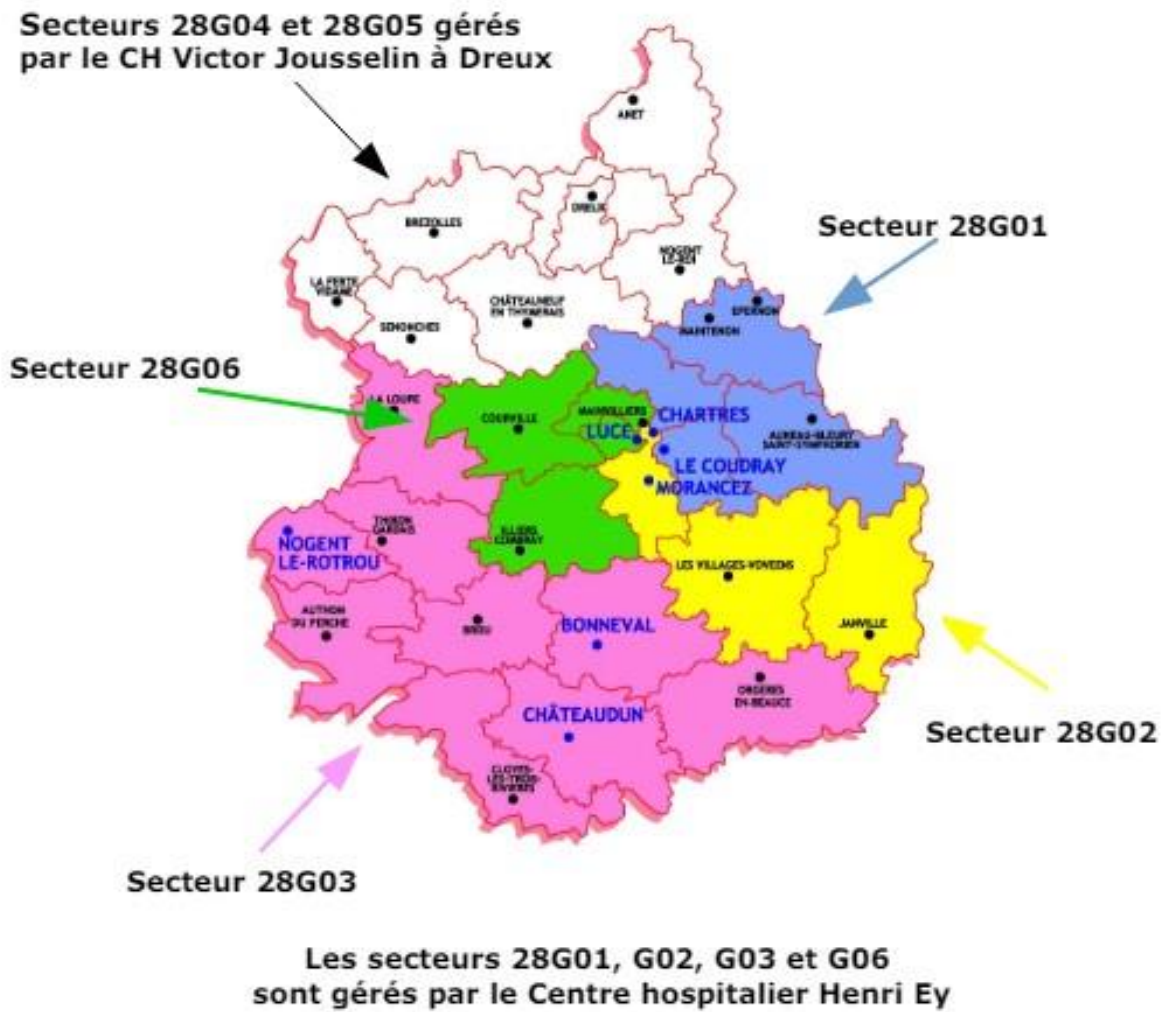 Secteurs 28G04 et 28G05 gérés
par le CH Victor Jousselin à Dreux
ANET
BREZOLLES
DREUX
Secteur 28G01
NOGENT
LE-ROI
LA FERTE
VIDAME
CHÂTEAUNEUF
EN THYMERAIS
EPERNON
MAINTENON
SENONCHES
Secteur 28G06
LA LOUPE
COURVILLE
MAINVILLIERS
CHARTRES
LUCE
AUNEAU-BLEURY
SAINT-SYMPHORIEN
LE COUDRAY
MORANCEZ
THIRON
GARDAIS
ILLIERS
COMBRAY
NOGENT
LE-ROTROU
LES VILLAGES-VOVEENS
AUTHON
DU PERCHE
BROU
BONNEVAL
JANVILLE
ORGERES
EN-BEAUCE
CHÂTEAUDUN
Secteur 28G02
CLOYES-
LES-TROIS-
RIVIERES
Secteur 28G03
Les secteurs 28G01, G02, G03 et G06
sont gérés par le Centre hospitalier Henri Ey